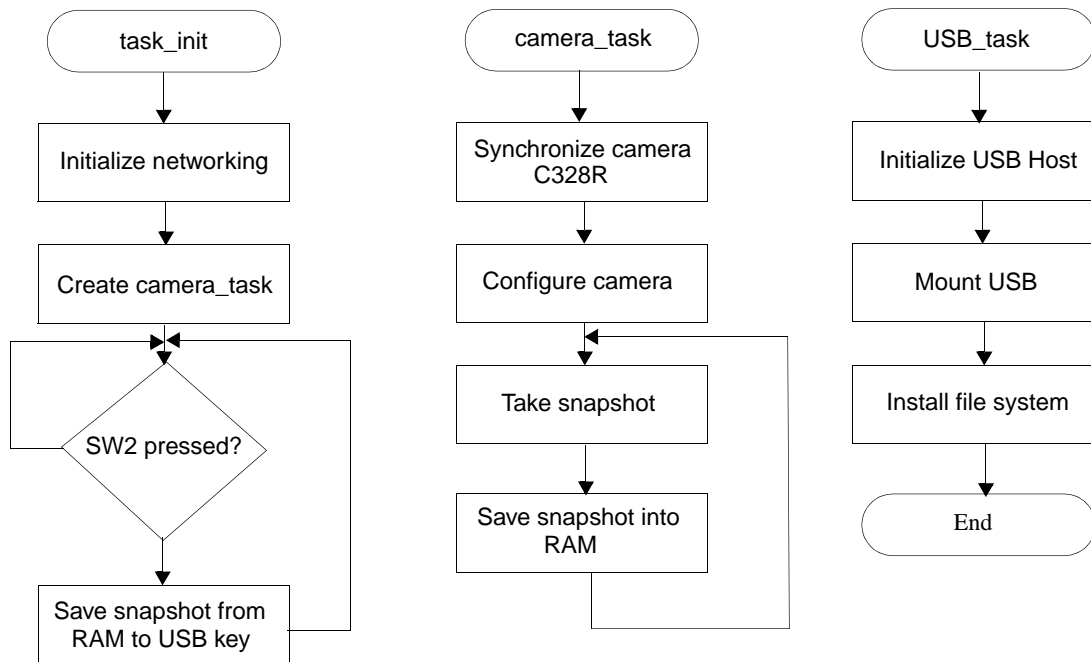 task_init
Initialize networking
Create camera_task
SW2 pressed?
Save snapshot from
RAM to USB key
camera_task
Synchronize camera
C328R
Configure camera
Take snapshot
Save snapshot into
RAM
USB_task
Initialize USB Host
Mount USB
Install file system
End